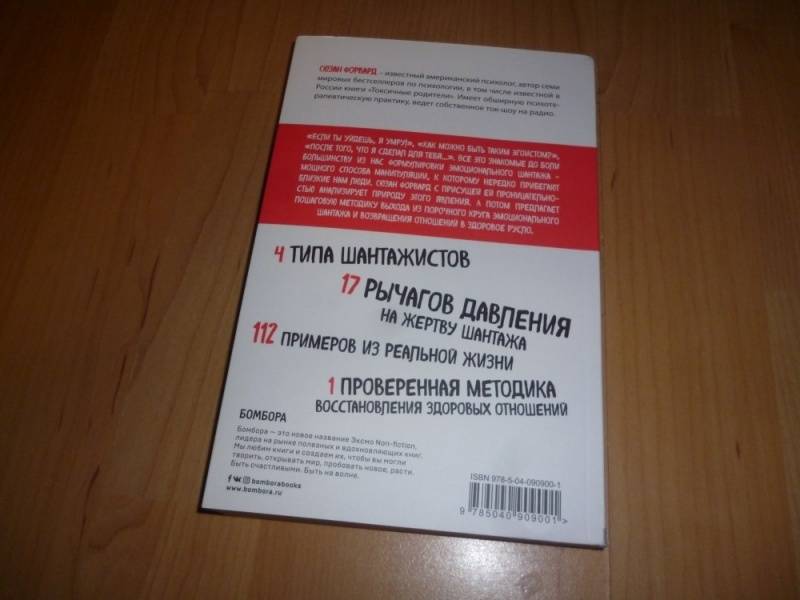 СЮЗАН ФОРВАРД – известный американский психолог, автор семи
мировых бестселлеров по психологии, в том числе известной в
России книги «Токсичные родители». Имеет обширную психоте-
рапевтическую практику, ведет собственное ток-шоу на радио.
«ЕСЛИ ТЫ УЙДЕШЬ, Я УМРУ!», «КАК МОЖНО БЫТЬ ТАКИМ ЭГОИСТОМ?»,
«ПОСЛЕ ТОГО, ЧТО Я СДЕЛАЛ ДЛЯ ТЕБЯ...». ВСЕ ЭТО ЗНАКОМЫЕ ДО БОЛИ
БОЛЬШИНСТВУ ИЗ НАС ФОРМУЛИРОВКИ ЭМОЦИОНАЛЬНОГО ШАНТАЖА –
МОЩНОГО СПОСОБА МАНИПУЛЯЦИИ, К КОТОРОМУ НЕРЕДКО ПРИБЕГАЮТ
БЛИЗКИЕ НАМ ЛЮДИ. СЮЗАН ФОРВАРД С ПРИСУЩЕЙ ЕЙ ПРОНИЦАТЕЛЬНО-
СТЬЮ АНАЛИЗИРУЕТ ПРИРОДУ ЭТОГО ЯВЛЕНИЯ, А ПОТОМ ПРЕДЛАГАЕТ
ПОШАГОВУЮ МЕТОДИКУ ВЫХОДА ИЗ ПОРОЧНОГО КРУГА ЭМОЦИОНАЛЬНОГО
ШАНТАЖА И ВОЗВРАЩЕНИЯ ОТНОШЕНИЙ В ЗДОРОВОЕ РУСЛО.
4 ТИПА ШАНТАЖИСТОВ
17 РЫЧАГОВ ДАВЛЕНИЯ
НА ЖЕРТВУ ШАНТАЖА
112 ПРИМЕРОВ ИЗ РЕАЛЬНОЙ ЖИЗНИ
1 ПРОВЕРЕННАЯ МЕТОДИКА
ВОССТАНОВЛЕНИЯ ЗДОРОВЫХ ОТНОШЕНИЙ
БОМБОРА
Бомбора — это новое название Эксмо Non-fiction,
лидера на рынке полезных и вдохновляющих книг.
Мы любим книги и создаем их, чтобы вы могли
творить, открывать мир, пробовать новое, расти.
Быть счастливыми. Быть на волне.
bomborabooks
www.bombora.ru
ISBN 978-5-04-090900-1
9 785040 909001 >